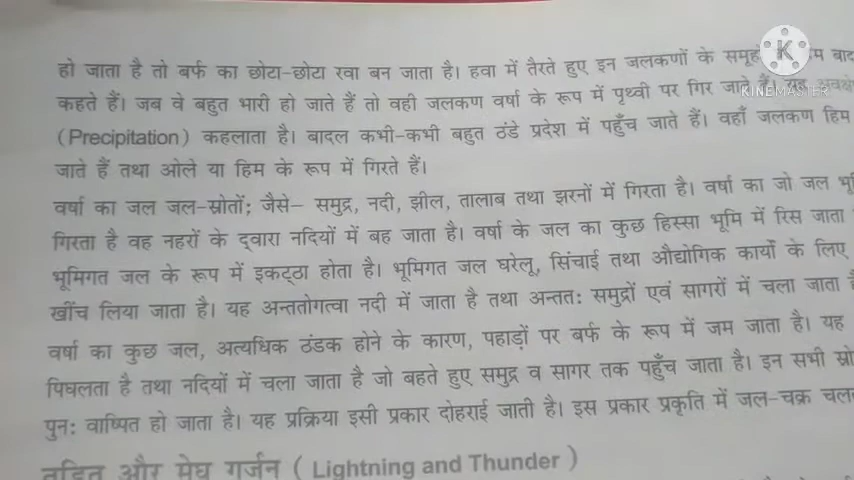 हो जाता है तो बर्फ का छोटा-छोटा रवा बन जाता है। हवा में तैरते हुए इन जलकणों के समूह
कहते हैं। जब वे बहुत भारी हो जाते हैं तो वही जलकण वर्षा के रूप में पृथ्वी पर गिर जाते हैं। यह
(Precipitation) कहलाता है। बादल कभी-कभी बहुत ठंडे प्रदेश में पहुँच जाते हैं। वहाँ जलकण हिम
जाते हैं तथा ओले या हिम के रूप में गिरते हैं।
वर्षा का जल जल-स्रोतों; जैसे– समुद्र, नदी, झील, तालाब तथा झरनों में गिरता है। वर्षा का जो जल
गिरता है वह नहरों के द्वारा नदियों में बह जाता है। वर्षा के जल का कुछ हिस्सा भूमि में रिस जाता
भूमिगत जल के रूप में इकट्ठा होता है। भूमिगत जल घरेलू, सिंचाई तथा औद्योगिक कार्यों के लिए
खींच लिया जाता है। यह अन्ततोगत्वा नदी में जाता है तथा अन्ततः समुद्रों एवं सागरों में चला जाता
वर्षा का कुछ जल, अत्यधिक ठंडक होने के कारण, पहाड़ों पर बर्फ के रूप में जम जाता है। यह
पिघलता है तथा नदियों में चला जाता है जो बहते हुए समुद्र व सागर तक पहुँच जाता है। इन सभी
पुनः वाष्पित हो जाता है। यह प्रक्रिया इसी प्रकार दोहराई जाती है। इस प्रकार प्रकृति में जल-चक्र
तड़ित और मेघ गर्जन ( Lightning and Thunder )
KINEMASTER